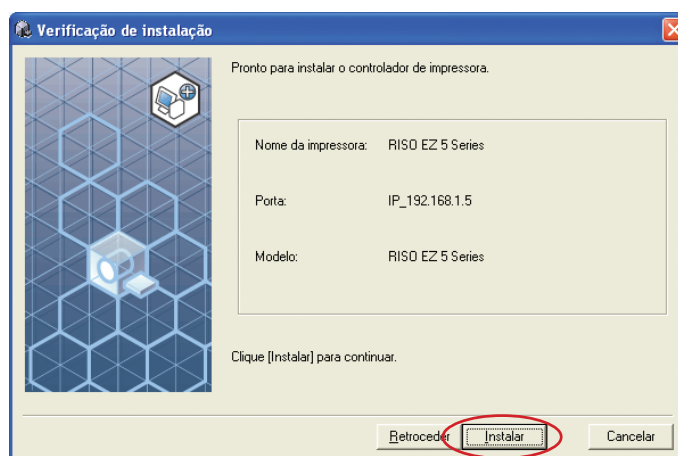 Verificação de instalação
Pronto para instalar o controlador de impressora.
Nome da impressora: RISO EZ 5 Series
Porta: IP_192.168.1.5
Modelo: RISO EZ 5 Series
Clique [Instalar] para continuar.
Retroceder Instalar Cancelar